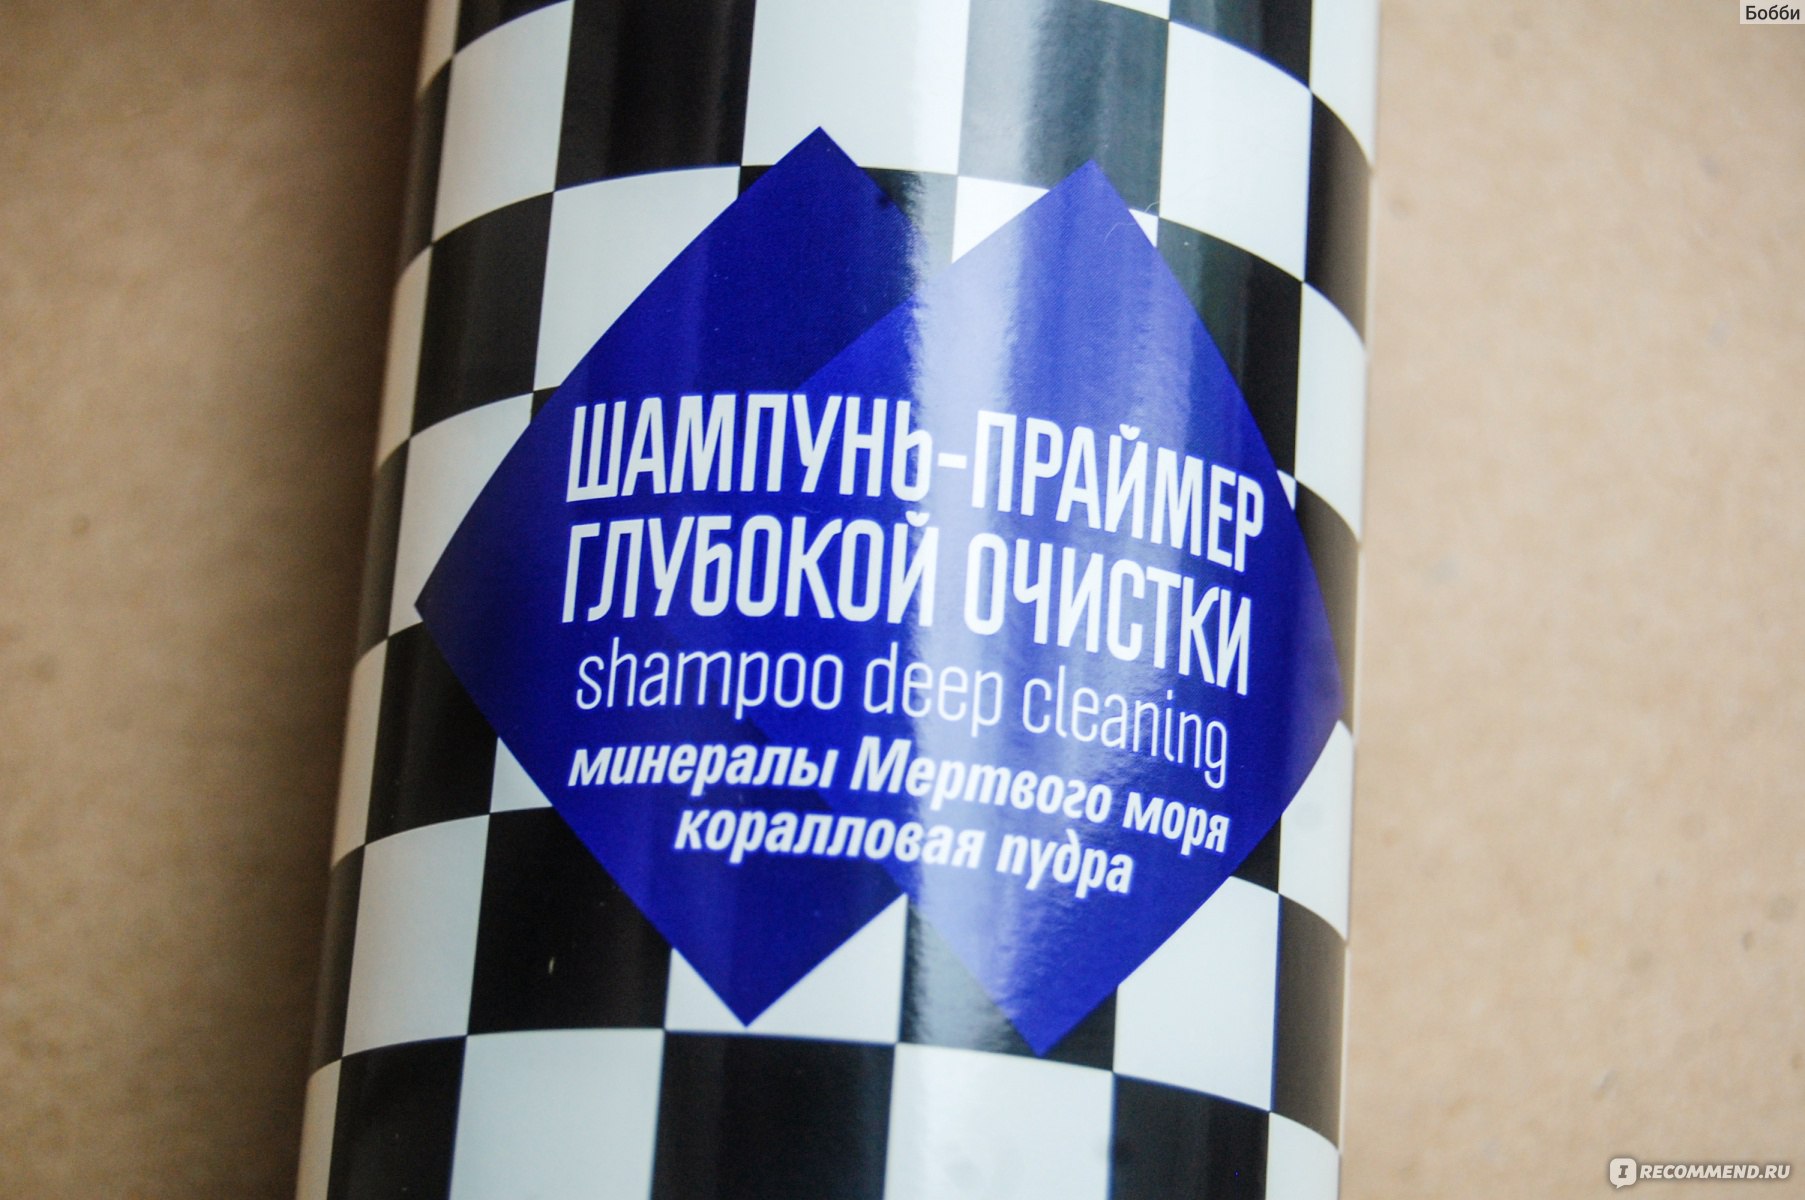 Бобби
ШАМПУНЬ-ПРАЙМЕР
ГЛУБОКОЙ ОЧИСТКИ
shampoo deep cleaning
минералы Мертвого моря
коралловая пудра
IRECOMMEND.RU